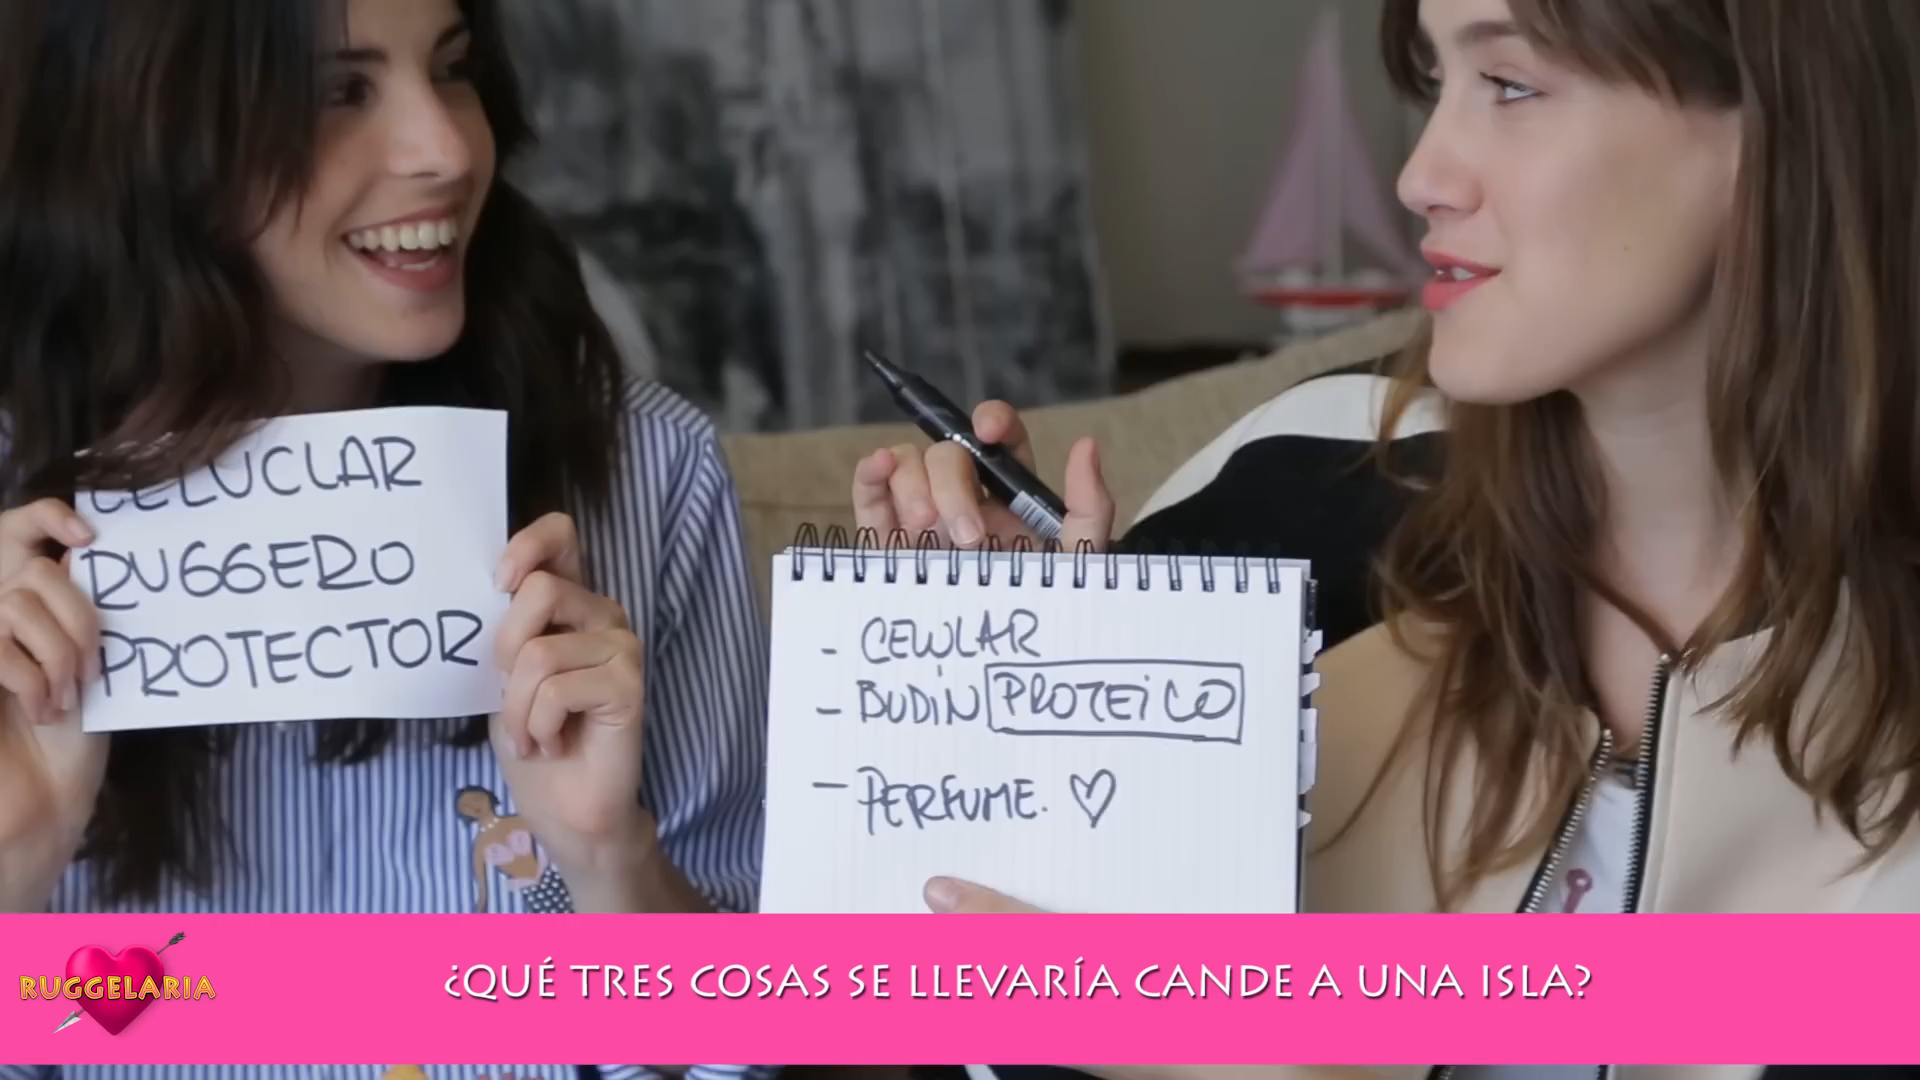 CELUCLAR
RUGGERO
PROTECTOR
- CELULAR
- BUDIN PROTEICO
- PERFUME. ♡
RUGGELARIA
¿QUÉ TRES COSAS SE LLEVARÍA CANDE A UNA ISLA?